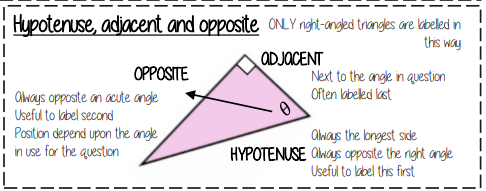 Hypotenuse, adjacent and opposite
ONLY right-angled triangles are labelled in
this way
ADJACENT
Next to the angle in question
Often labelled last
OPPOSITE
Always opposite an acute angle
Useful to label second
Position depend upon the angle
in use for the question
θ
HYPOTENUSE
Always the longest side
Always opposite the right angle
Useful to label this first